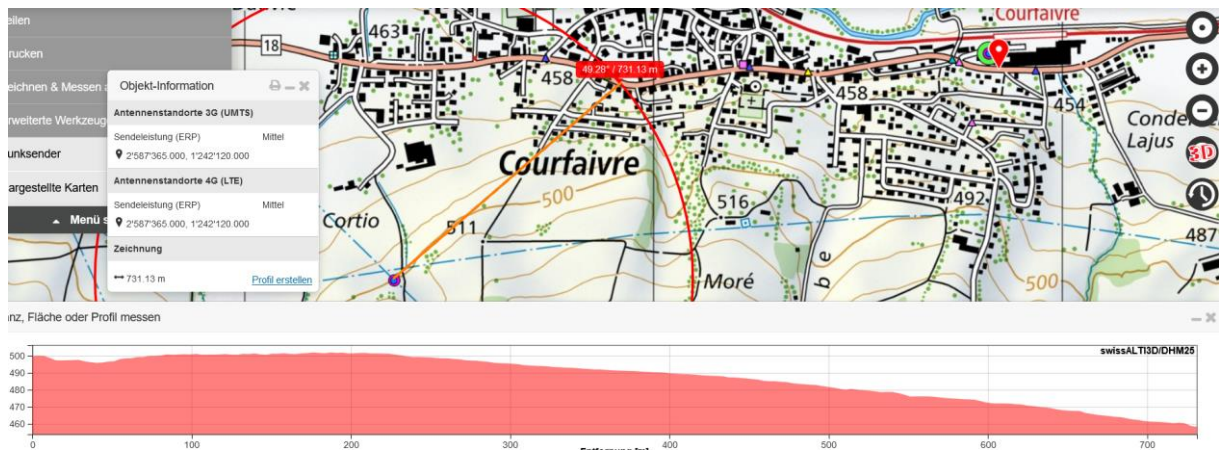 eilen
rucken
eichnen & Messen a
rweiterte Werkzeug
unksender
argestellte Karten
Menü s
Objekt-Information
Antennenstandorte 3G (UMTS)
Sendeleistung (ERP) Mittel
2'587'365.000, 1'242'120.000
Antennenstandorte 4G (LTE)
Sendeleistung (ERP) Mittel
2'587'365.000, 1'242'120.000
Zeichnung
731.13 m Profil erstellen
18
463
458
49.28° / 731.13 m
Courfaivre
458
454
Courfaivre
500
Cortio
511
516
Moré
b e
492
500
Lajus
487
3D
nz, Fläche oder Profil messen
swissALTI3D/DHM25
500
490
480
470
460
0 100 200 300 400 500 600 700